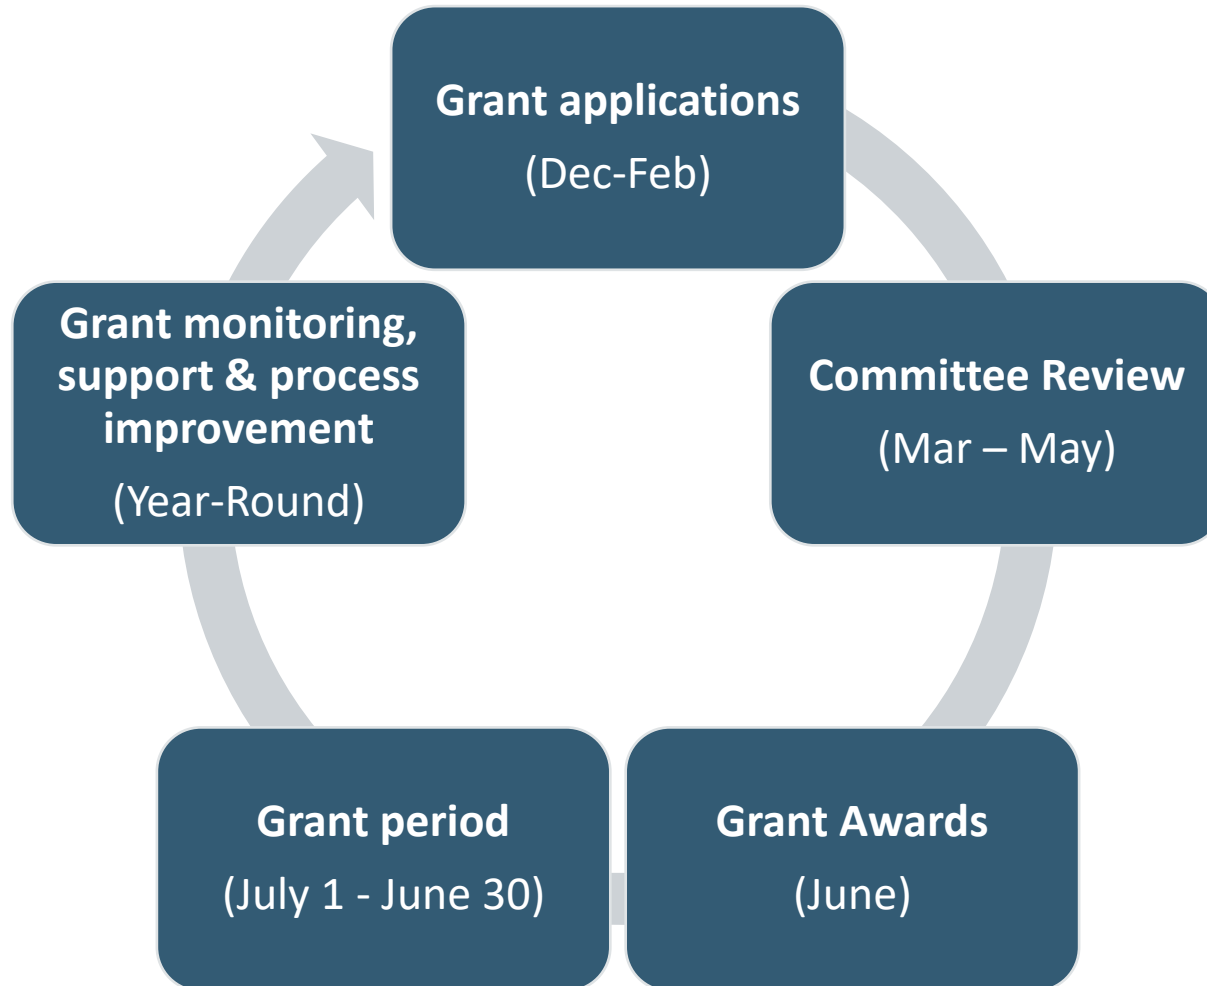 Grant applications
(Dec-Feb)
Committee Review
(Mar – May)
Grant Awards
(June)
Grant period
(July 1 - June 30)
Grant monitoring,
support & process
improvement
(Year-Round)